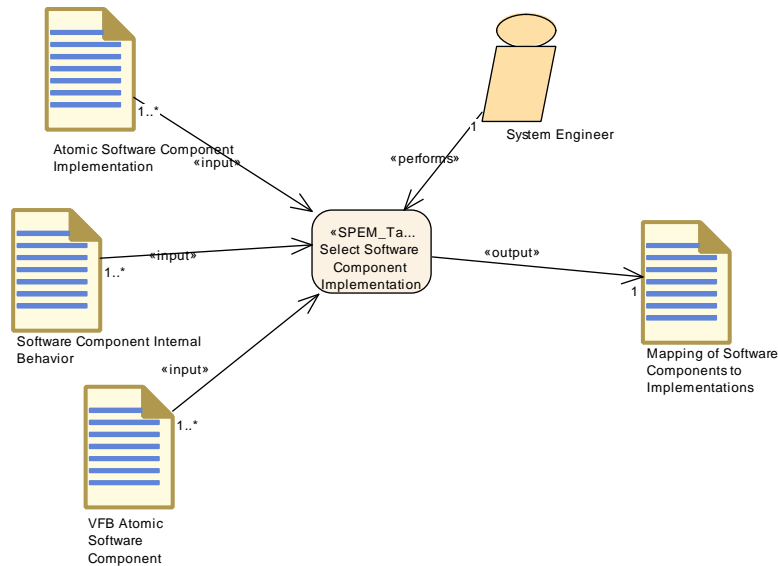 1..*
Atomic Software Component
Implementation
«input»
1
System Engineer
«performs»
«SPEM_Ta...
Select Software
Component
Implementation
1..*
«input»
Software Component Internal
Behavior
«output»
1
Mapping of Software
Components to
Implementations
«input»
1..*
VFB Atomic
Software
Component